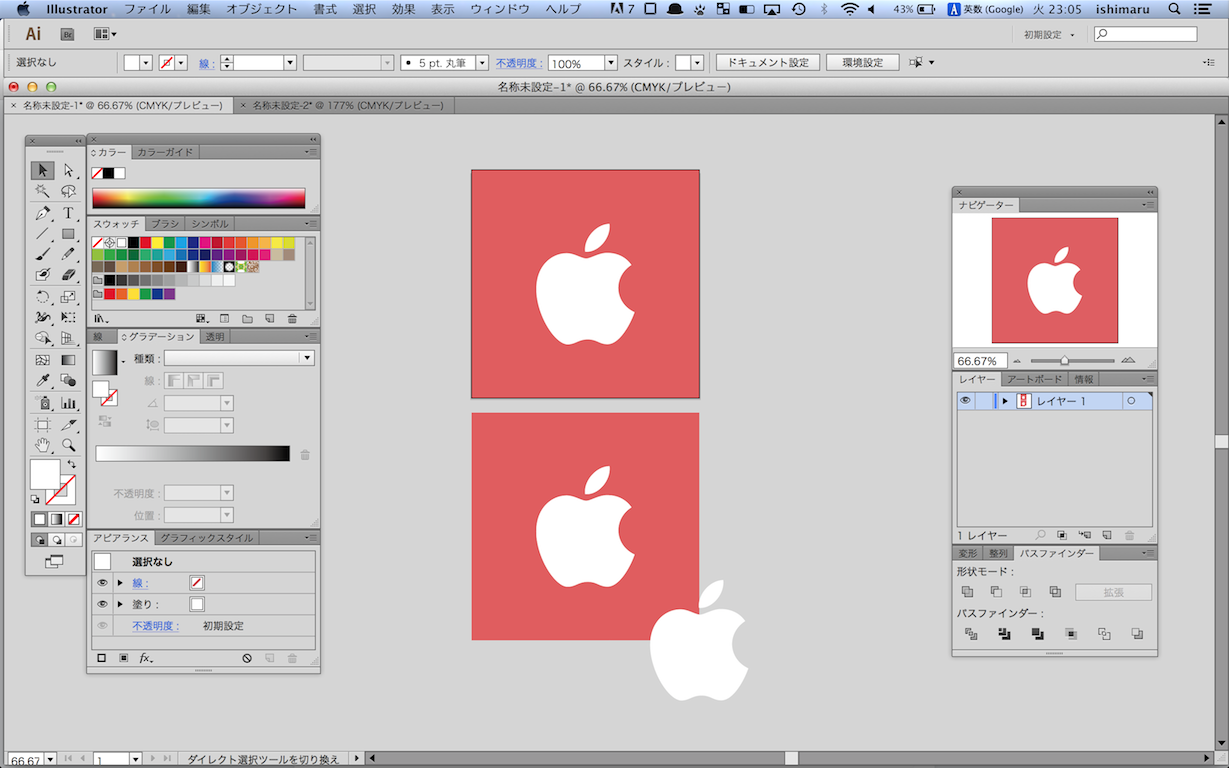 Illustrator ファイル 編集 オブジェクト 書式 選択 効果 表示 ウィンドウ ヘルプ 7 43% A 英数 (Google) 火 23:05 ishimaru
Ai Br 初期設定
選択なし 線 : 5 pt. 丸筆 不透明度 : 100% スタイル : ドキュメント設定 環境設定
名称未設定-1* @ 66.67% (CMYK/プレビュー)
× 名称未設定-1* @ 66.67% (CMYK/プレビュー) × 名称未設定-2* @ 177% (CMYK/プレビュー)
カラー カラーガイド
スウォッチ ブラシ シンボル
線 グラデーション 透明
種類 :
線 :
不透明度 :
位置 :
アピアランス グラフィックスタイル
選択なし
線 :
塗り :
不透明度 : 初期設定
fx
T
ナビゲーター
66.67%
レイヤー アートボード 情報
レイヤー 1
1 レイヤー
変形 整列 パスファインダー
形状モード :
拡張
パスファインダー :
66.67 1 ダイレクト選択ツールを切り換え